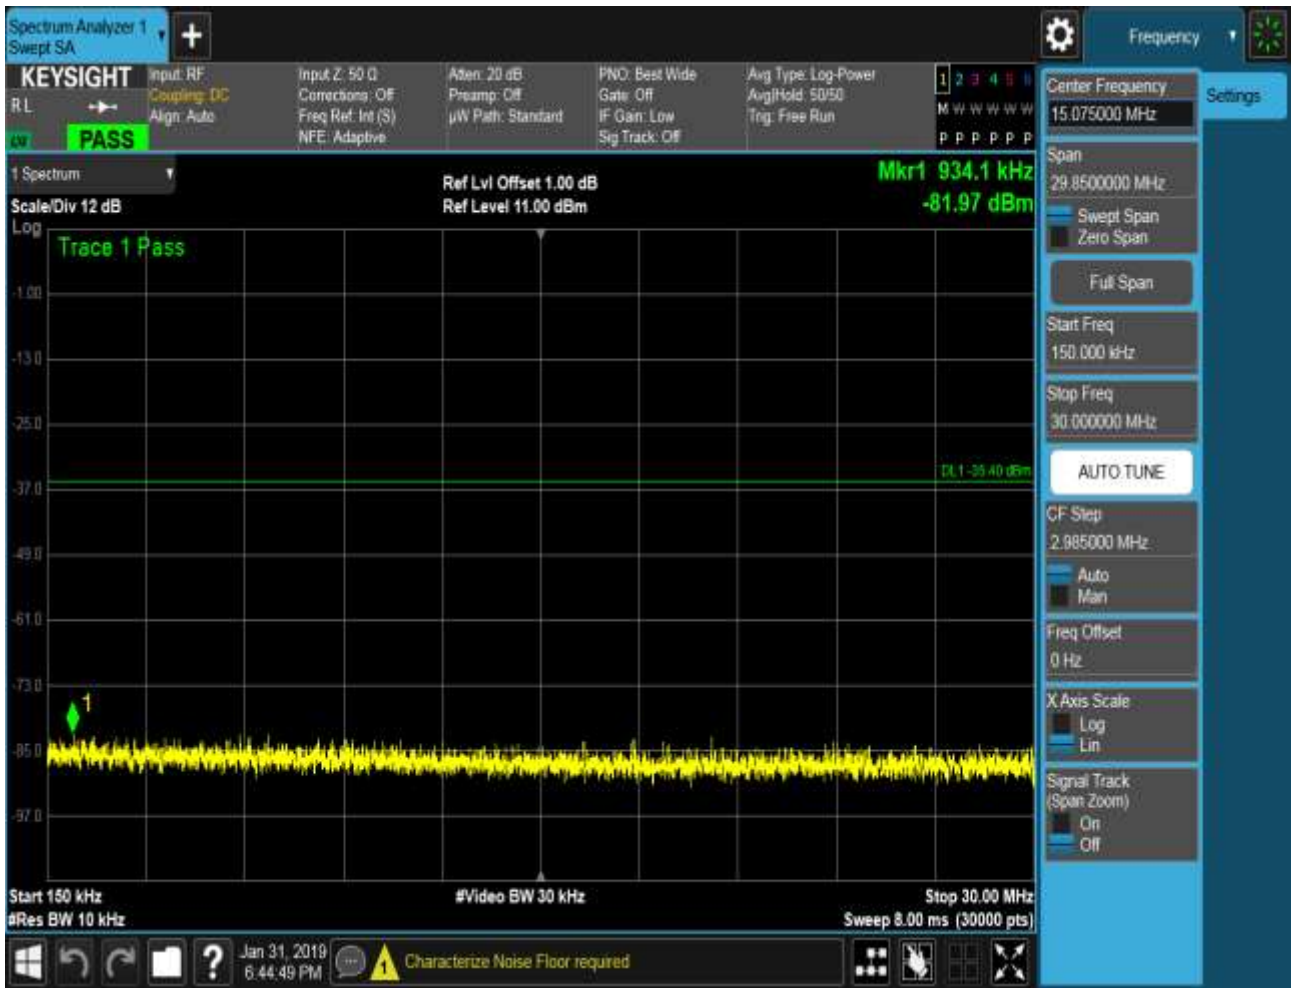 Spectrum Analyzer 1
Swept SA
Frequency
KEYSIGHT
R L
PASS
Input: RF
Coupling: DC
Align: Auto
Input Z: 50 Ω
Corrections: Off
Freq Ref: Int (S)
NFE: Adaptive
Atten: 20 dB
Preamp: Off
µW Path: Standard
PNO: Best Wide
Gate: Off
IF Gain: Low
Sig Track: Off
Avg Type: Log-Power
Avg|Hold: 50/50
Trig: Free Run
1 2 3 4 5 6
M W W W W W
P P P P P P
1 Spectrum
Scale/Div 12 dB
Log
Ref Lvl Offset 1.00 dB
Ref Level 11.00 dBm
Mkr1 934.1 kHz
-81.97 dBm
Trace 1 Pass
-1.00
-13.0
-25.0
DL1 -35.40 dBm
-37.0
-49.0
-61.0
-73.0
1
-85.0
-97.0
Start 150 kHz
#Video BW 30 kHz
Stop 30.00 MHz
#Res BW 10 kHz
Sweep 8.00 ms (30000 pts)
Jan 31, 2019
6:44:49 PM
?
1
Characterize Noise Floor required
Center Frequency
15.075000 MHz
Settings
Span
29.8500000 MHz
Swept Span
Zero Span
Full Span
Start Freq
150.000 kHz
Stop Freq
30.000000 MHz
AUTO TUNE
CF Step
2.985000 MHz
Auto
Man
Freq Offset
0 Hz
X Axis Scale
Log
Lin
Signal Track
(Span Zoom)
On
Off